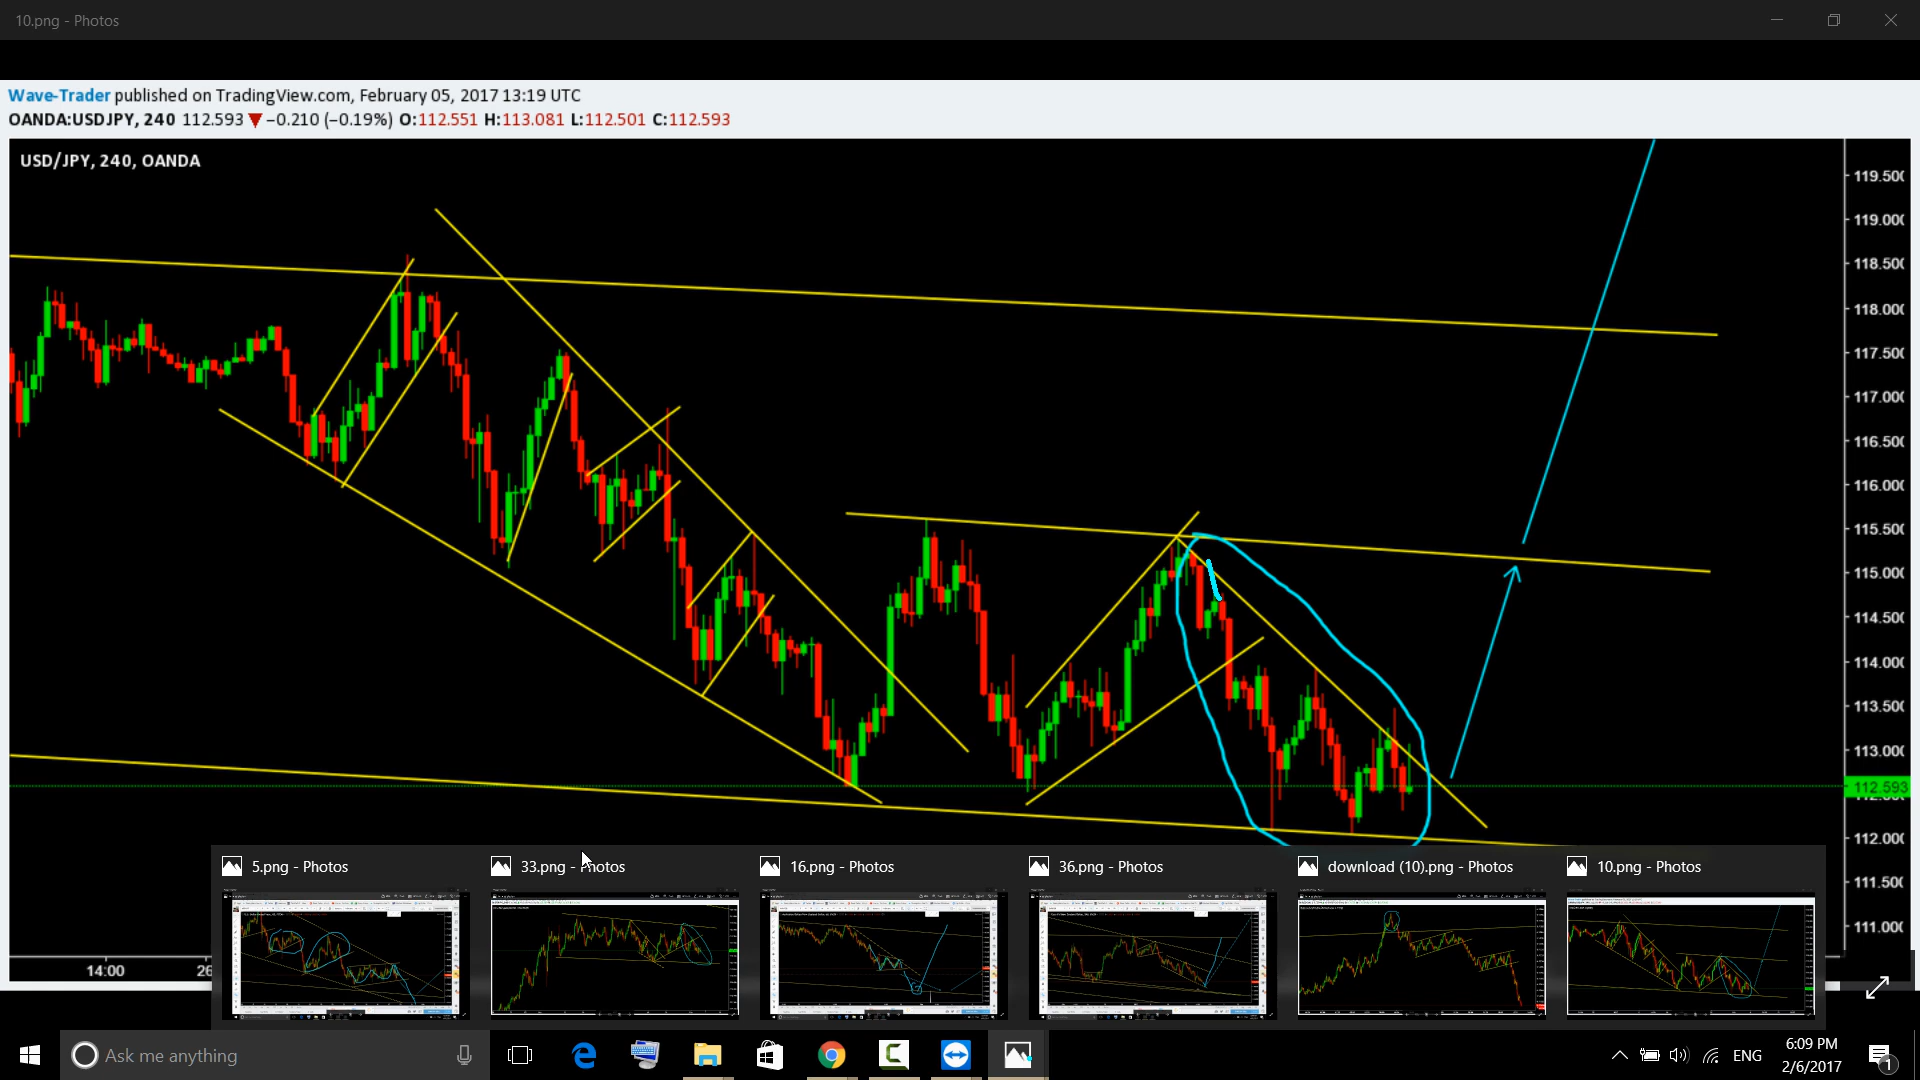 10.png - Photos
Wave-Trader published on TradingView.com, February 05, 2017 13:19 UTC
OANDA:USDJPY, 240 112.593 ▼ −0.210 (−0.19%) O:112.551 H:113.081 L:112.501 C:112.593
USD/JPY, 240, OANDA
119.500
119.000
118.500
118.000
117.500
117.000
116.500
116.000
115.500
115.000
114.500
114.000
113.500
113.000
112.593
112.000
111.500
111.000
14:00 26
5.png - Photos
33.png - Photos
16.png - Photos
36.png - Photos
download (10).png - Photos
10.png - Photos
Ask me anything
ENG
6:09 PM
2/6/2017
1